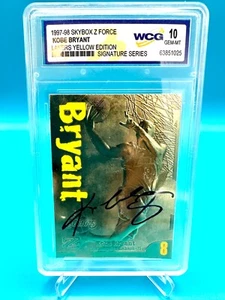 1997-98 SKYBOX Z FORCE
KOBE BRYANT
LAKERS YELLOW EDITION
SIGNATURE SERIES
WCG
10
GEM-MT
63851025
Bryant
8